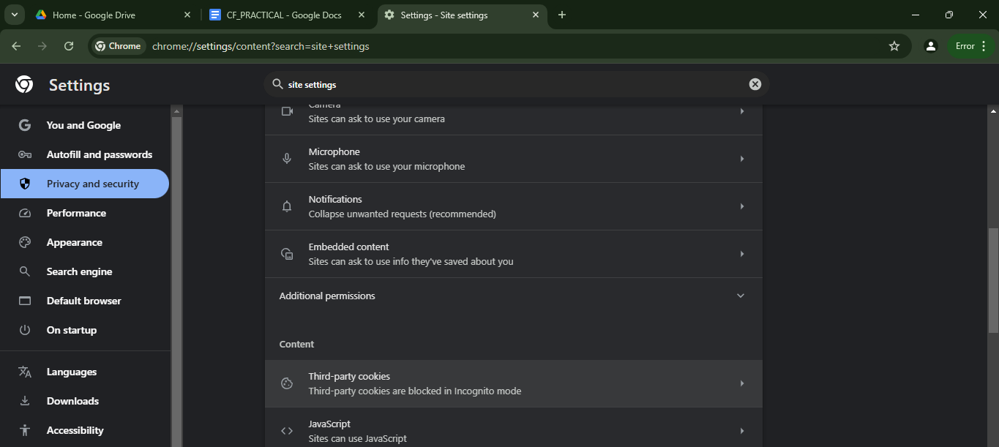 Home - Google Drive
CF_PRACTICAL - Google Docs
Settings - Site settings
Chrome
chrome://settings/content?search=site+settings
Error
Settings
site settings
You and Google
Autofill and passwords
Privacy and security
Performance
Appearance
Search engine
Default browser
On startup
Languages
Downloads
Accessibility
Camera
Sites can ask to use your camera
Microphone
Sites can ask to use your microphone
Notifications
Collapse unwanted requests (recommended)
Embedded content
Sites can ask to use info they've saved about you
Additional permissions
Content
Third-party cookies
Third-party cookies are blocked in Incognito mode
JavaScript
Sites can use JavaScript